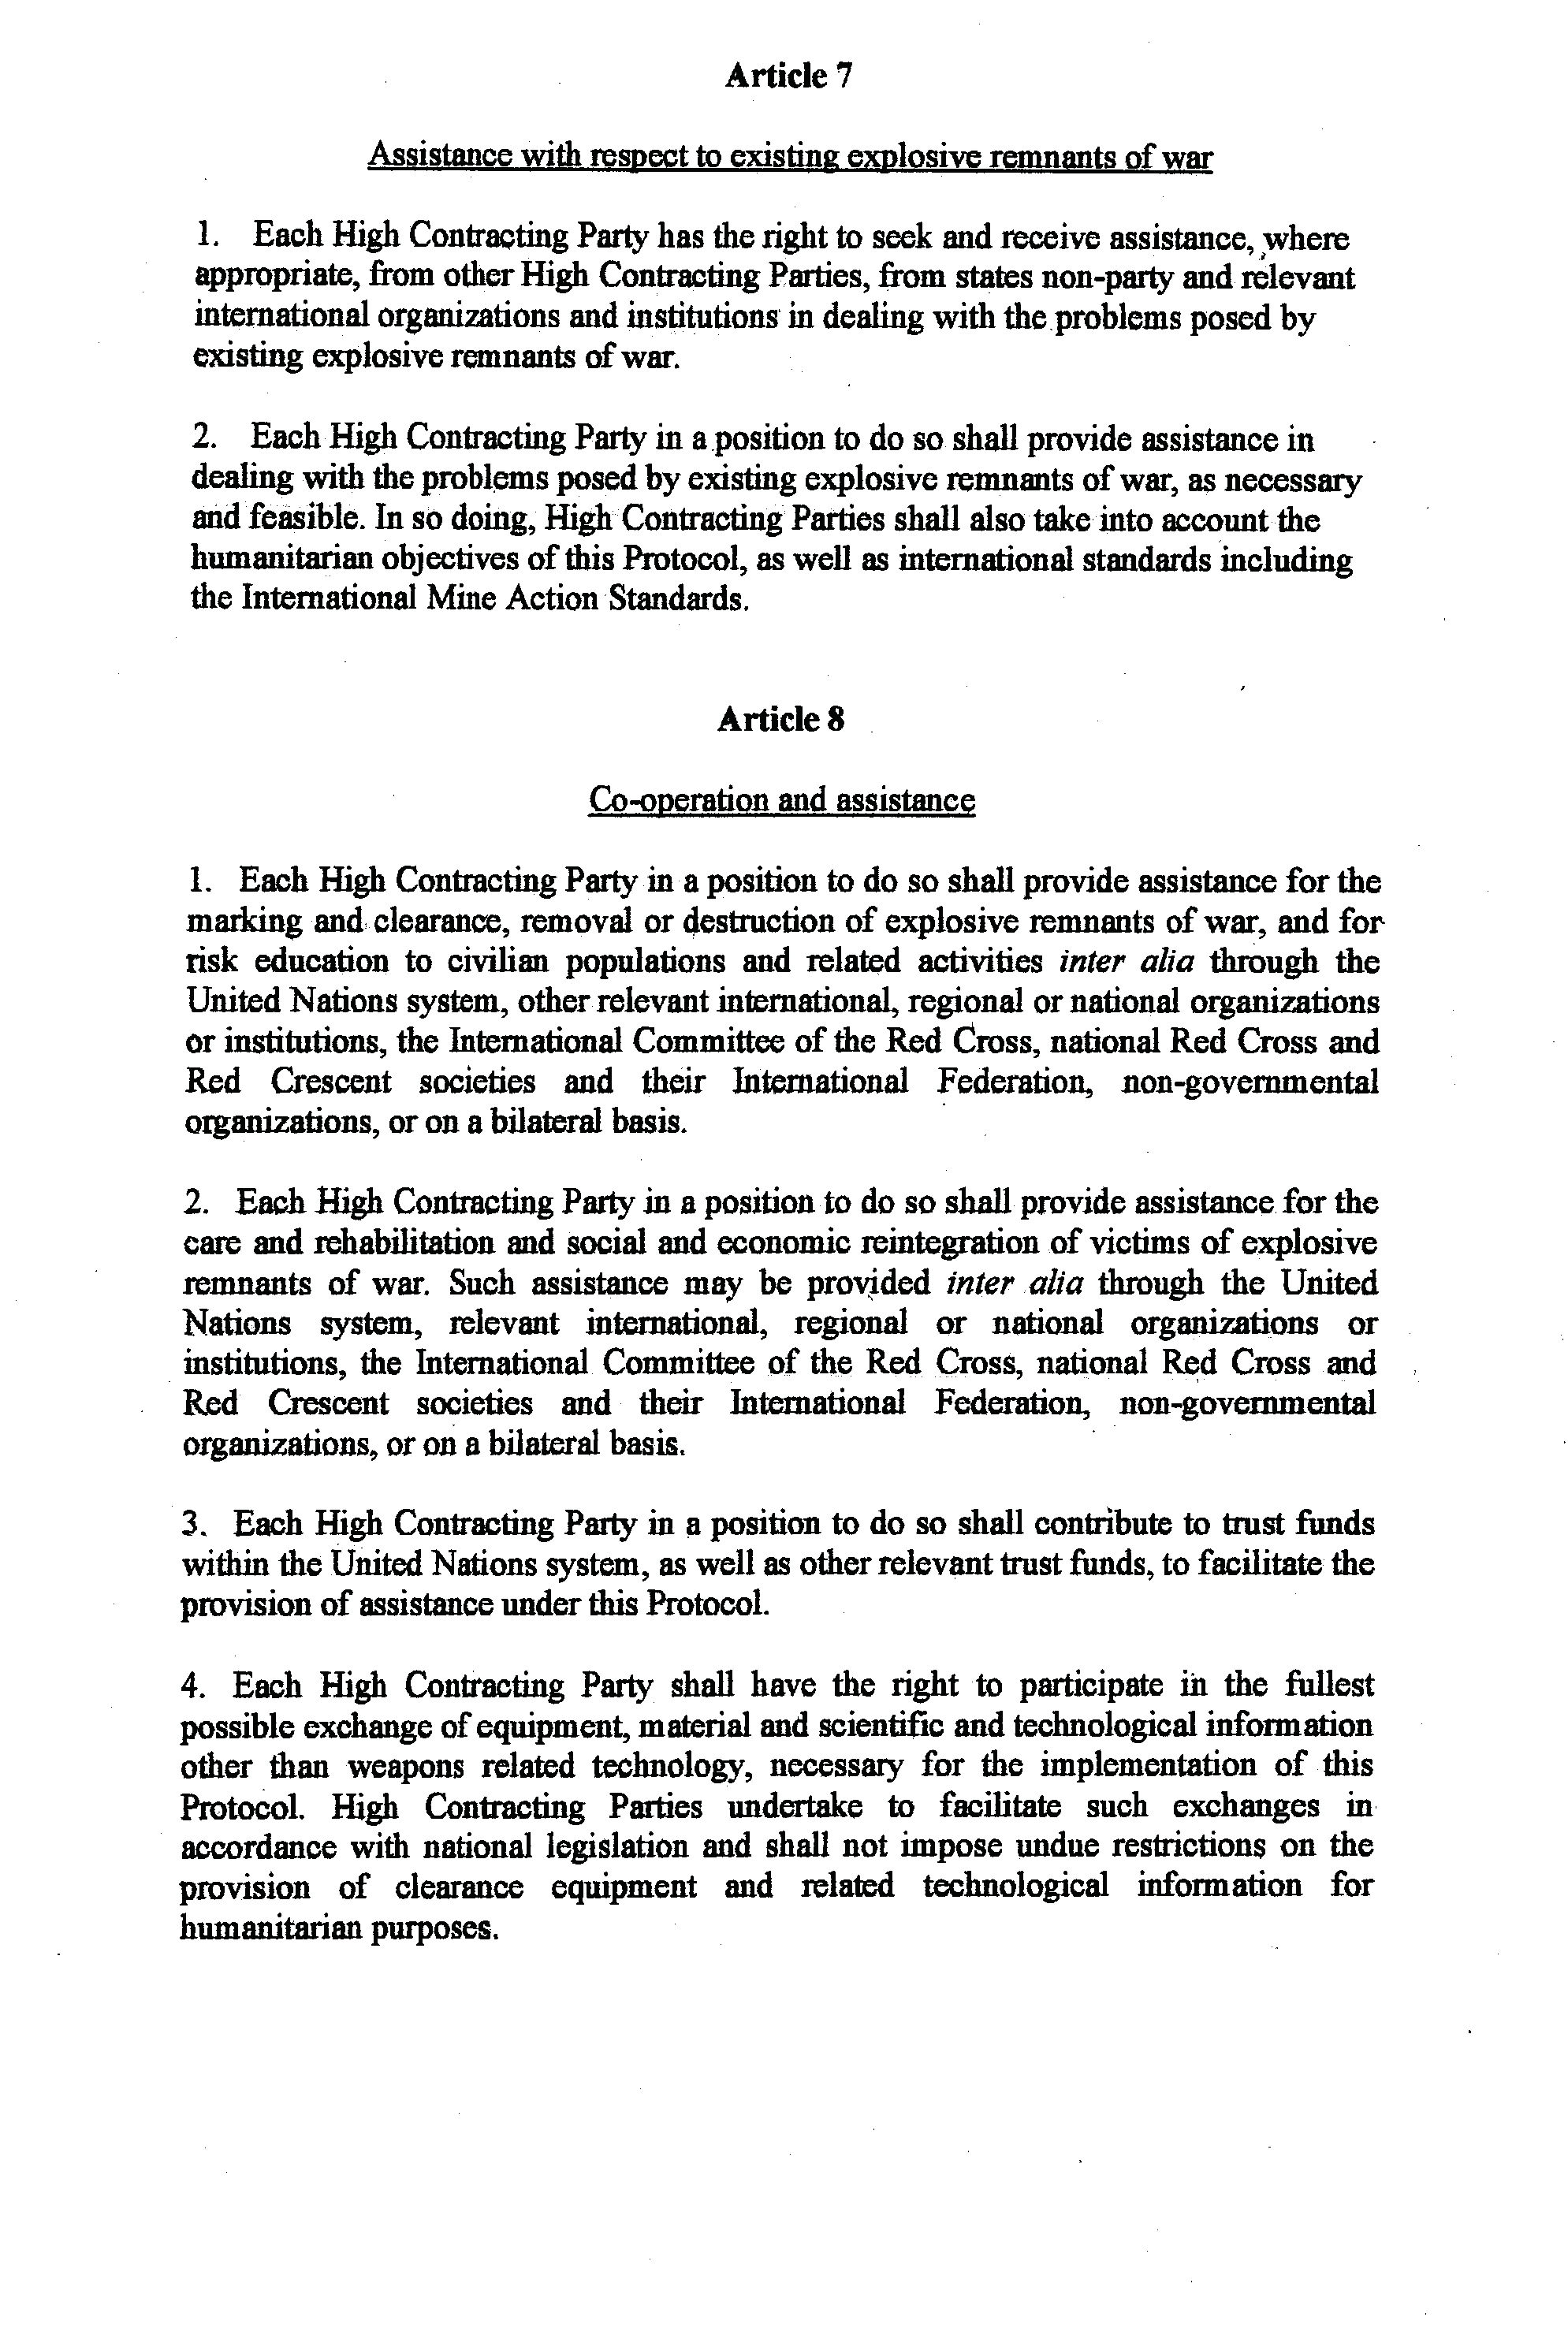 Article 7
Assistance with respect to existing explosive remnants of war
1. Each High Contracting Party has the right to seek and receive assistance, where
appropriate, from other High Contracting Parties, from states non-party and relevant
international organizations and institutions in dealing with the problems posed by
existing explosive remnants of war.
2. Each High Contracting Party in a position to do so shall provide assistance in
dealing with the problems posed by existing explosive remnants of war, as necessary
and feasible. In so doing, High Contracting Parties shall also take into account the
humanitarian objectives of this Protocol, as well as international standards including
the International Mine Action Standards.
Article 8
Co-operation and assistance
1. Each High Contracting Party in a position to do so shall provide assistance for the
marking and clearance, removal or destruction of explosive remnants of war, and for
risk education to civilian populations and related activities inter alia through the
United Nations system, other relevant international, regional or national organizations
or institutions, the International Committee of the Red Cross, national Red Cross and
Red Crescent societies and their International Federation, non-governmental
organizations, or on a bilateral basis.
2. Each High Contracting Party in a position to do so shall provide assistance for the
care and rehabilitation and social and economic reintegration of victims of explosive
remnants of war. Such assistance may be provided inter alia through the United
Nations system, relevant international, regional or national organizations or
institutions, the International Committee of the Red Cross, national Red Cross and
Red Crescent societies and their International Federation, non-governmental
organizations, or on a bilateral basis.
3. Each High Contracting Party in a position to do so shall contribute to trust funds
within the United Nations system, as well as other relevant trust funds, to facilitate the
provision of assistance under this Protocol.
4. Each High Contracting Party shall have the right to participate in the fullest
possible exchange of equipment, material and scientific and technological information
other than weapons related technology, necessary for the implementation of this
Protocol. High Contracting Parties undertake to facilitate such exchanges in
accordance with national legislation and shall not impose undue restrictions on the
provision of clearance equipment and related technological information for
humanitarian purposes.